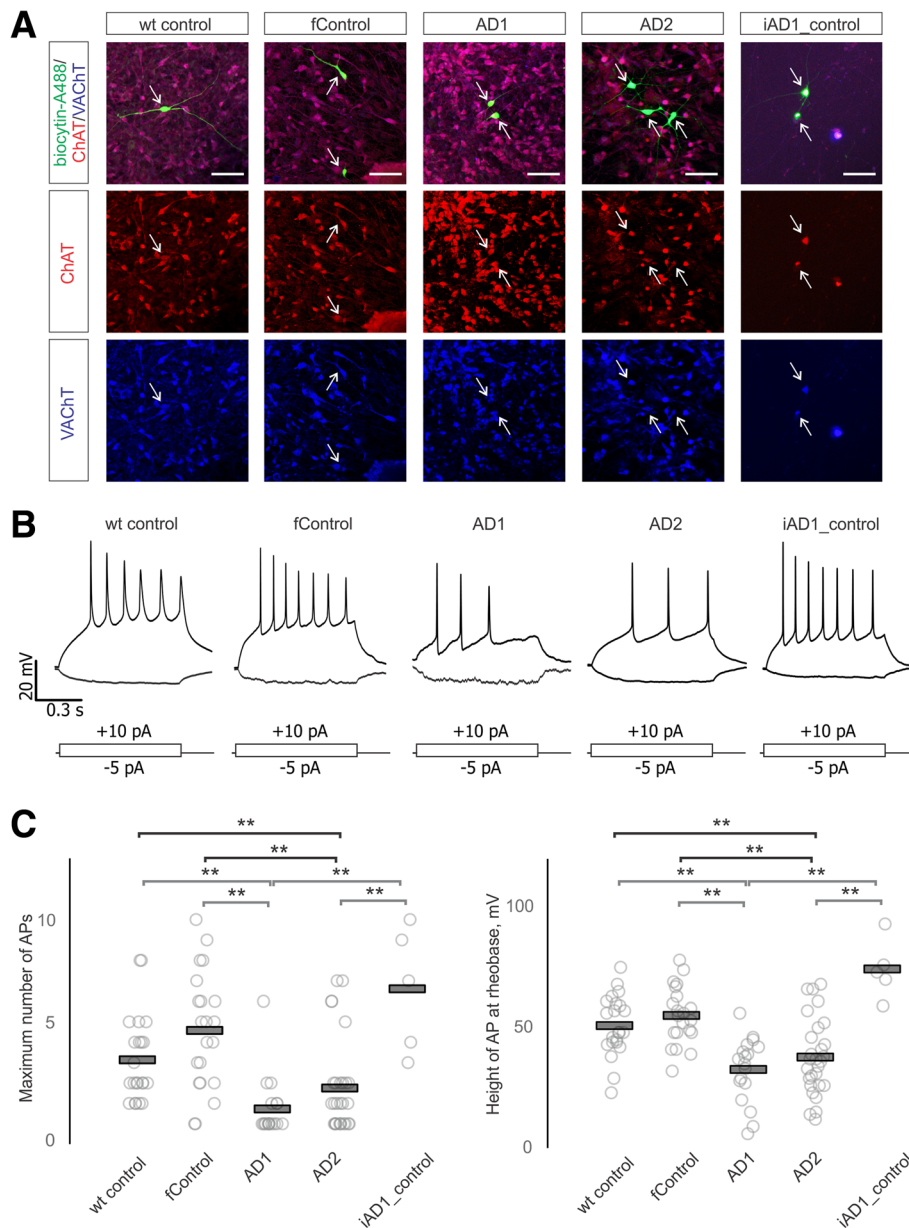 A
wt control
fControl
AD1
AD2
iAD1_control
biocytin-A488/
ChAT/VAChT
ChAT
VAChT
B
wt control
fControl
AD1
AD2
iAD1_control
20 mV
0.3 s
+10 pA
-5 pA
+10 pA
-5 pA
+10 pA
-5 pA
+10 pA
-5 pA
+10 pA
-5 pA
C
**
**
**
**
**
**
Maximum number of APs
10
5
0
wt control
fControl
AD1
AD2
iAD1_control
**
**
**
**
**
**
Height of AP at rheobase, mV
100
50
0
wt control
fControl
AD1
AD2
iAD1_control